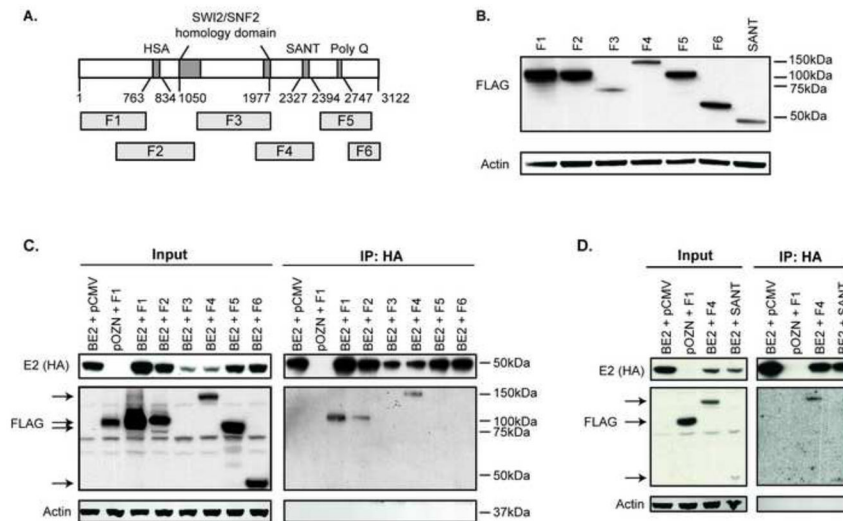 A.
SWI2/SNF2
homology domain
HSA
SANT
Poly Q
1
763
834
1050
1977
2327
2394
2747
3122
F1
F3
F5
F2
F4
F6
B.
F1
F2
F3
F4
F5
F6
SANT
FLAG
150kDa
100kDa
75kDa
50kDa
Actin
C.
Input
IP: HA
BE2 + pCMV
pOZN + F1
BE2 + F1
BE2 + F2
BE2 + F3
BE2 + F4
BE2 + F5
BE2 + F6
BE2 + pCMV
pOZN + F1
BE2 + F1
BE2 + F2
BE2 + F3
BE2 + F4
BE2 + F5
BE2 + F6
E2 (HA)
50kDa
FLAG
150kDa
100kDa
75kDa
50kDa
Actin
37kDa
D.
Input
IP: HA
BE2 + pCMV
pOZN + F1
BE2 + F4
BE2 + SANT
BE2 + pCMV
pOZN + F1
BE2 + F4
BE2 + SANT
E2 (HA)
FLAG
Actin